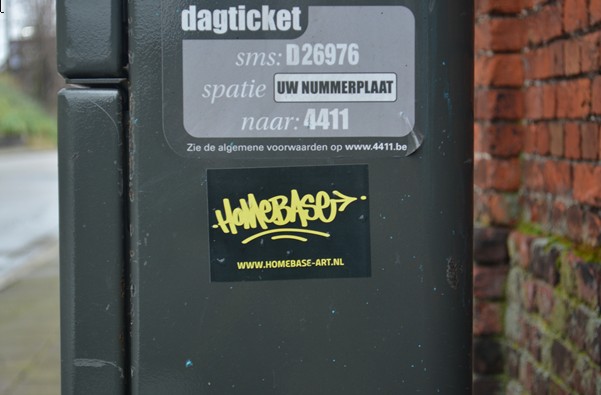 dagticket
sms: D26976
spatie UW NUMMERPLAAT
naar: 4411
Zie de algemene voorwaarden op www.4411.be
HOMEBASE
WWW.HOMEBASE-ART.NL